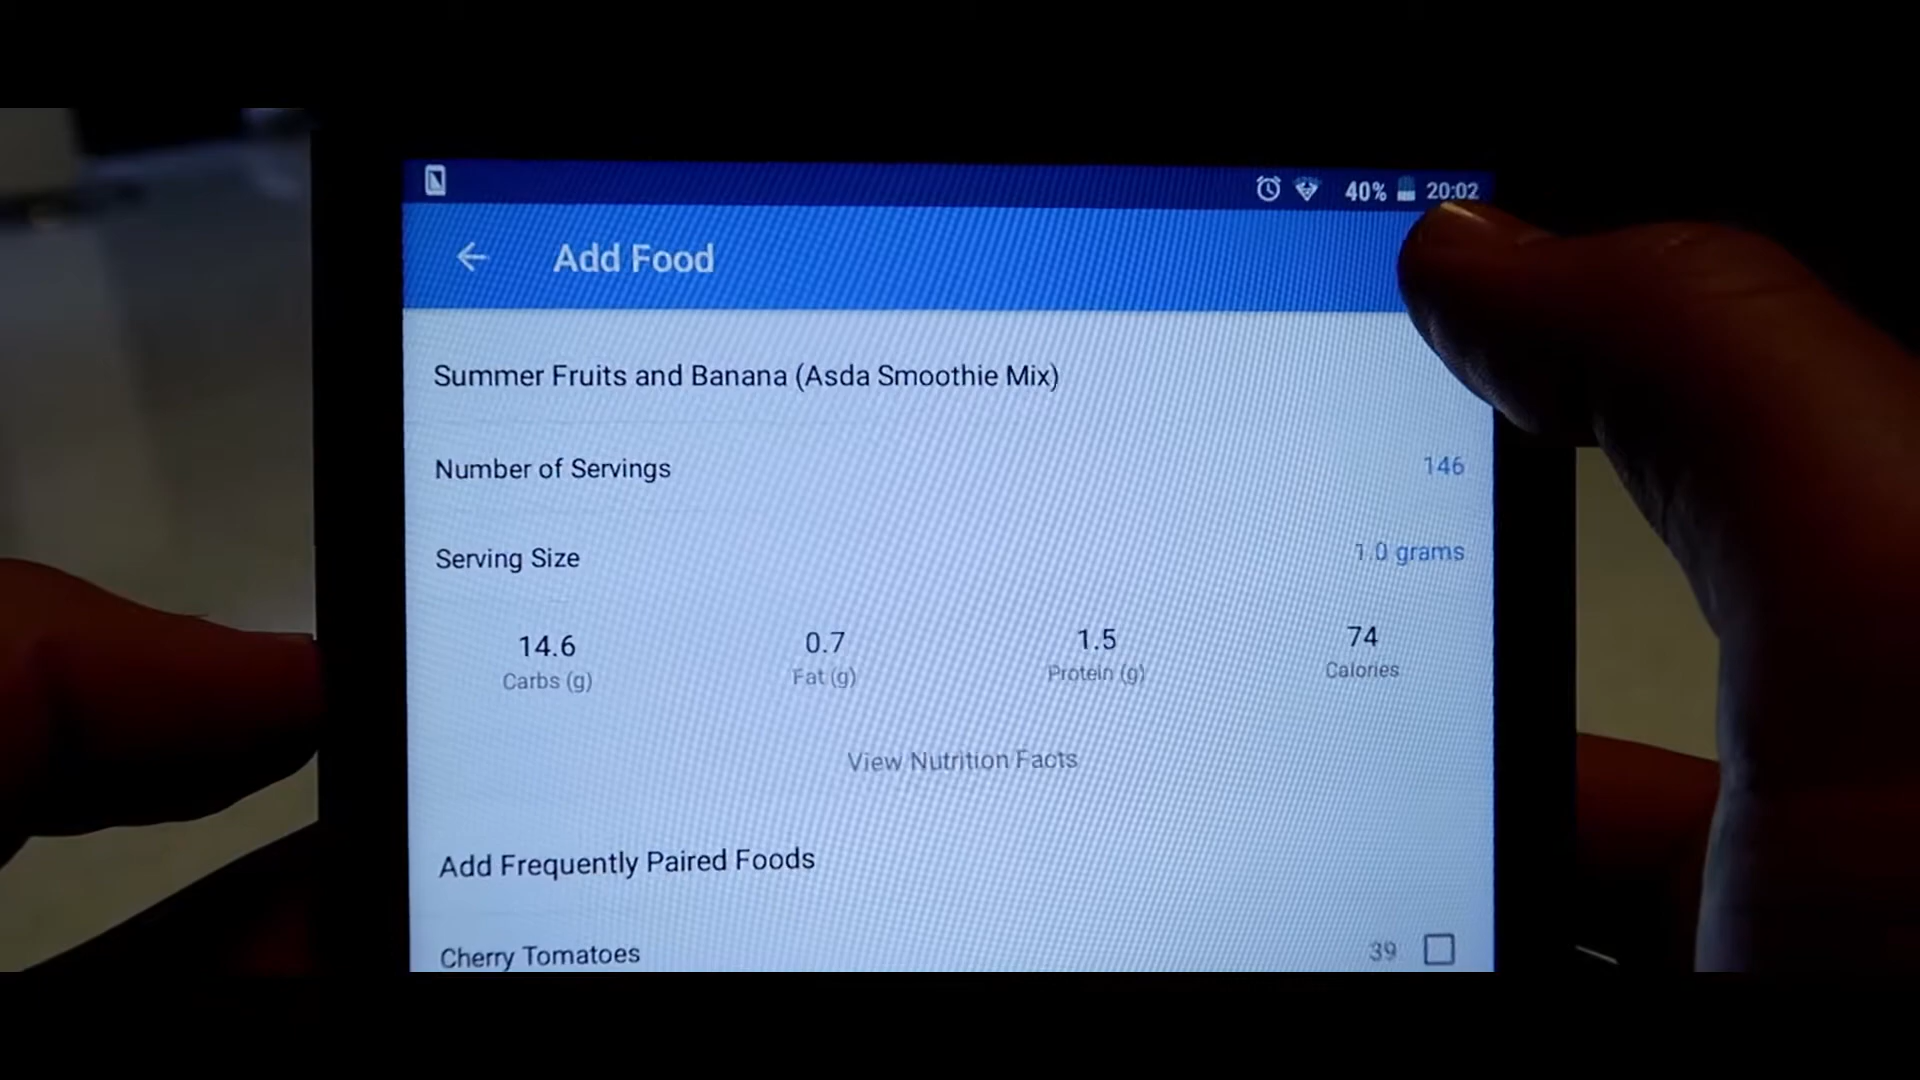 40% 20:02
Add Food
Summer Fruits and Banana (Asda Smoothie Mix)
Number of Servings 146
Serving Size 1.0 grams
14.6 0.7 1.5 74
Carbs (g) Fat (g) Protein (g) Calories
View Nutrition Facts
Add Frequently Paired Foods
Cherry Tomatoes 39